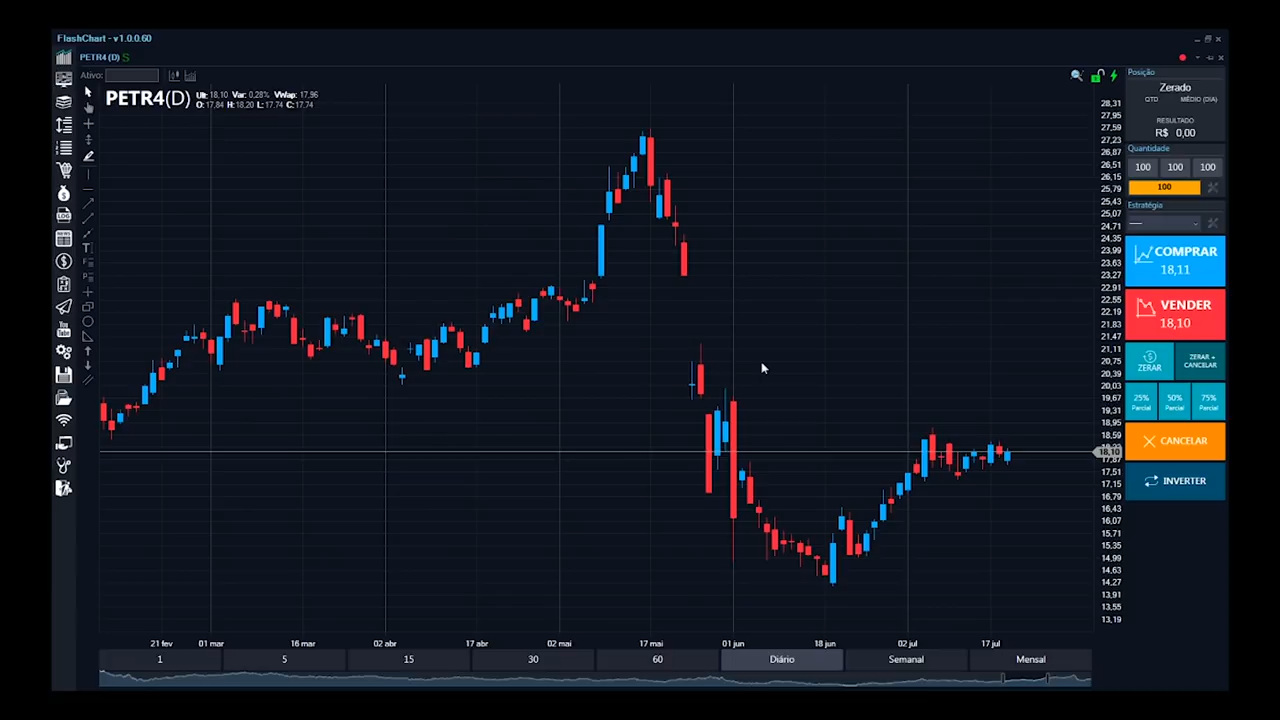 FlashChart - v1.0.0.60
PETR4 (D) S
Ativo:
PETR4(D) Ult: 18,10 Var: 0,28% VWap: 17,96
O: 17,84 H: 18,20 L: 17,74 C: 17,74
28,31
27,95
27,59
27,23
26,87
26,51
26,15
25,79
25,43
25,07
24,71
24,35
23,99
23,63
23,27
22,91
22,55
22,19
21,83
21,47
21,11
20,75
20,39
20,03
19,67
19,31
18,95
18,59
18,10
17,87
17,51
17,15
16,79
16,43
16,07
15,71
15,35
14,99
14,63
14,27
13,91
13,55
13,19
21 fev 01 mar 16 mar 02 abr 17 abr 02 mai 17 mai 01 jun 18 jun 02 jul 17 jul
1 5 15 30 60 Diário Semanal Mensal
LOG
NEWS
You Tube
Posição
Zerado
QTD MÉDIO (DIA)
RESULTADO
R$ 0,00
Quantidade
100 100 100
100
Estratégia
COMPRAR
18,11
VENDER
18,10
ZERAR
ZERAR +
CANCELAR
25% 50% 75%
Parcial Parcial Parcial
CANCELAR
INVERTER